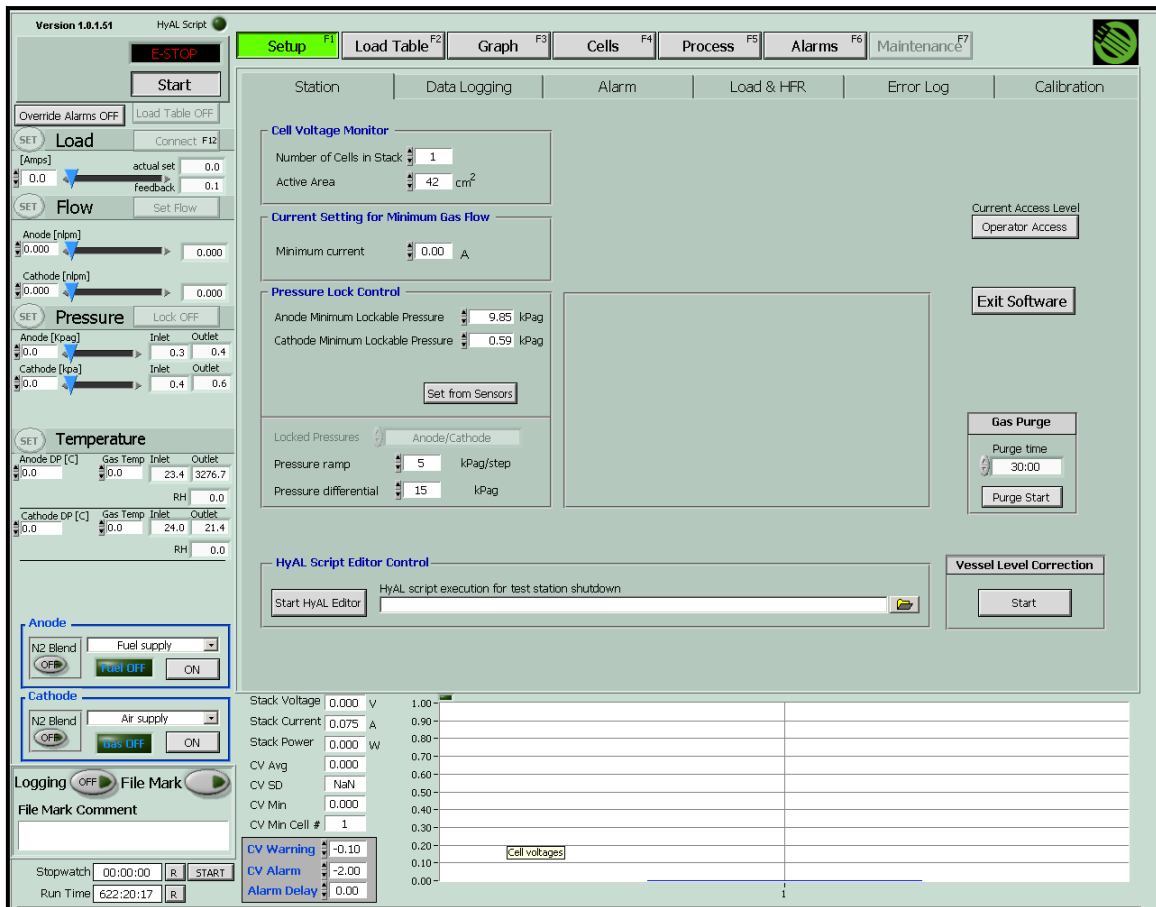 Version 1.0.1.51 HyAL Script
E-STOP
Start
Override Alarms OFF Load Table OFF
SET Load Connect F12
[Amps]
0.0
actual set 0.0
feedback 0.1
SET Flow Set Flow
Anode [nlpm]
0.000 0.000
Cathode [nlpm]
0.000 0.000
SET Pressure Lock OFF
Anode [Kpag] Inlet Outlet
0.0 0.3 0.4
Cathode [kpa] Inlet Outlet
0.0 0.4 0.6
SET Temperature
Anode DP [C] Gas Temp Inlet Outlet
0.0 0.0 23.4 3276.7
RH 0.0
Cathode DP [C] Gas Temp Inlet Outlet
0.0 0.0 24.0 21.4
RH 0.0
Anode
N2 Blend Fuel supply
OFF Fuel OFF ON
Cathode
N2 Blend Air supply
OFF Gas OFF ON
Logging OFF File Mark
File Mark Comment
Stopwatch 00:00:00 R START
Run Time 622:20:17 R
Setup F1 Load Table F2 Graph F3 Cells F4 Process F5 Alarms F6 Maintenance F7
Station Data Logging Alarm Load & HFR Error Log Calibration
Cell Voltage Monitor
Number of Cells in Stack 1
Active Area 42 cm2
Current Setting for Minimum Gas Flow
Minimum current 0.00 A
Pressure Lock Control
Anode Minimum Lockable Pressure 9.85 kPag
Cathode Minimum Lockable Pressure 0.59 kPag
Set from Sensors
Locked Pressures Anode/Cathode
Pressure ramp 5 kPag/step
Pressure differential 15 kPag
Current Access Level
Operator Access
Exit Software
Gas Purge
Purge time
30:00
Purge Start
HyAL Script Editor Control
Start HyAL Editor
HyAL script execution for test station shutdown
Vessel Level Correction
Start
Stack Voltage 0.000 V
Stack Current 0.075 A
Stack Power 0.000 W
CV Avg 0.000
CV SD NaN
CV Min 0.000
CV Min Cell # 1
CV Warning -0.10
CV Alarm -2.00
Alarm Delay 0.00
1.00
0.90
0.80
0.70
0.60
0.50
0.40
0.30
0.20
0.10
0.00
Cell voltages
1